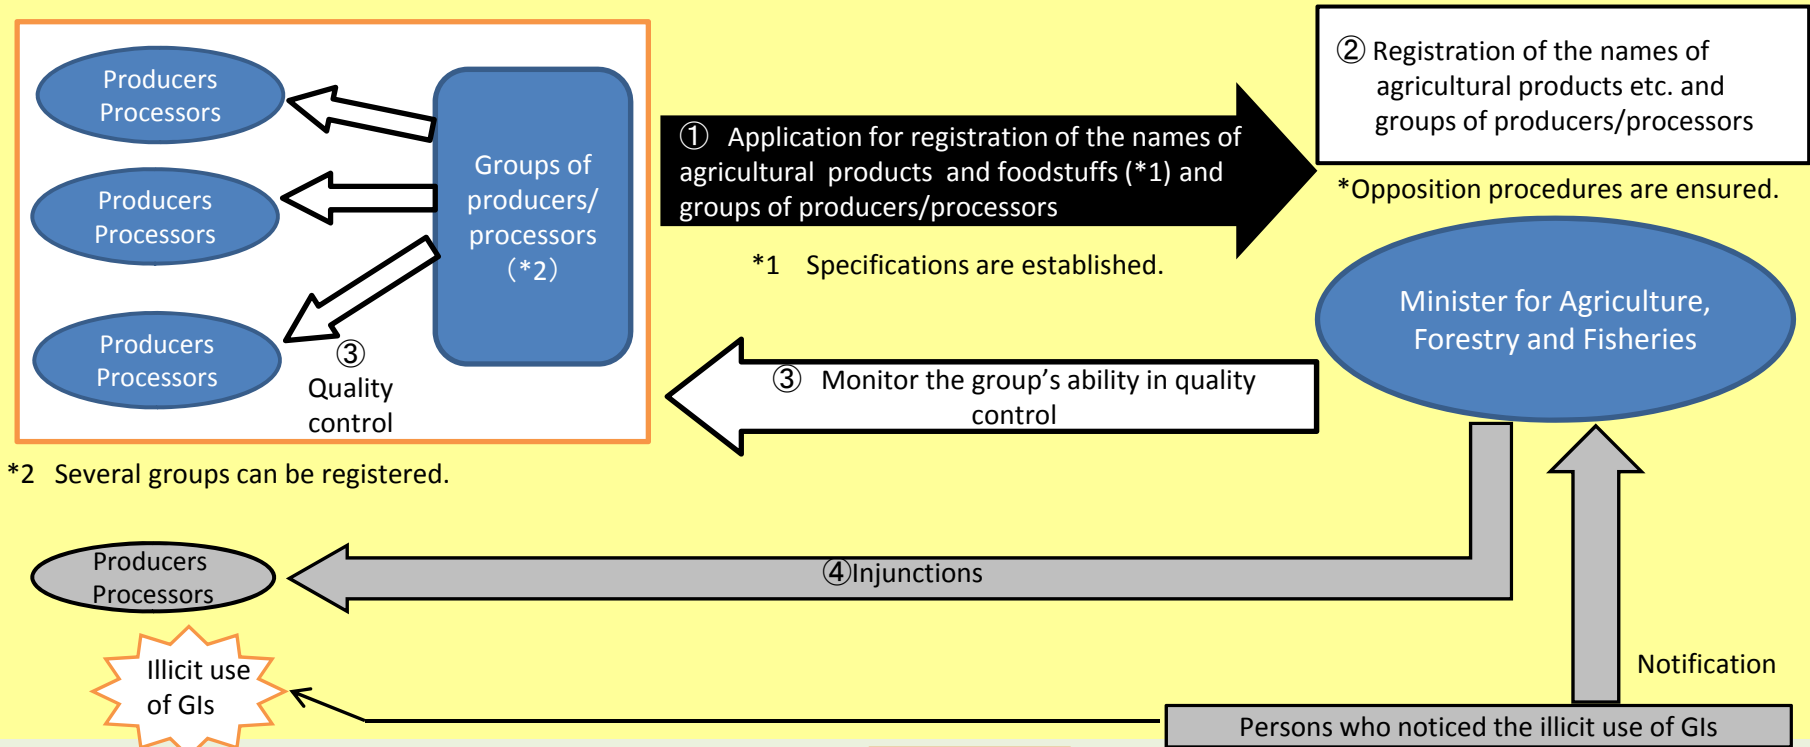 Producers
Processors
Producers
Processors
Producers
Processors
Groups of
producers/
processors
(*2)
③
Quality
control
*2 Several groups can be registered.
① Application for registration of the names of
agricultural products and foodstuffs (*1) and
groups of producers/processors
*1 Specifications are established.
② Registration of the names of
agricultural products etc. and
groups of producers/processors
*Opposition procedures are ensured.
Minister for Agriculture,
Forestry and Fisheries
③ Monitor the group’s ability in quality
control
Producers
Processors
④Injunctions
Illicit use
of GIs
Notification
Persons who noticed the illicit use of GIs